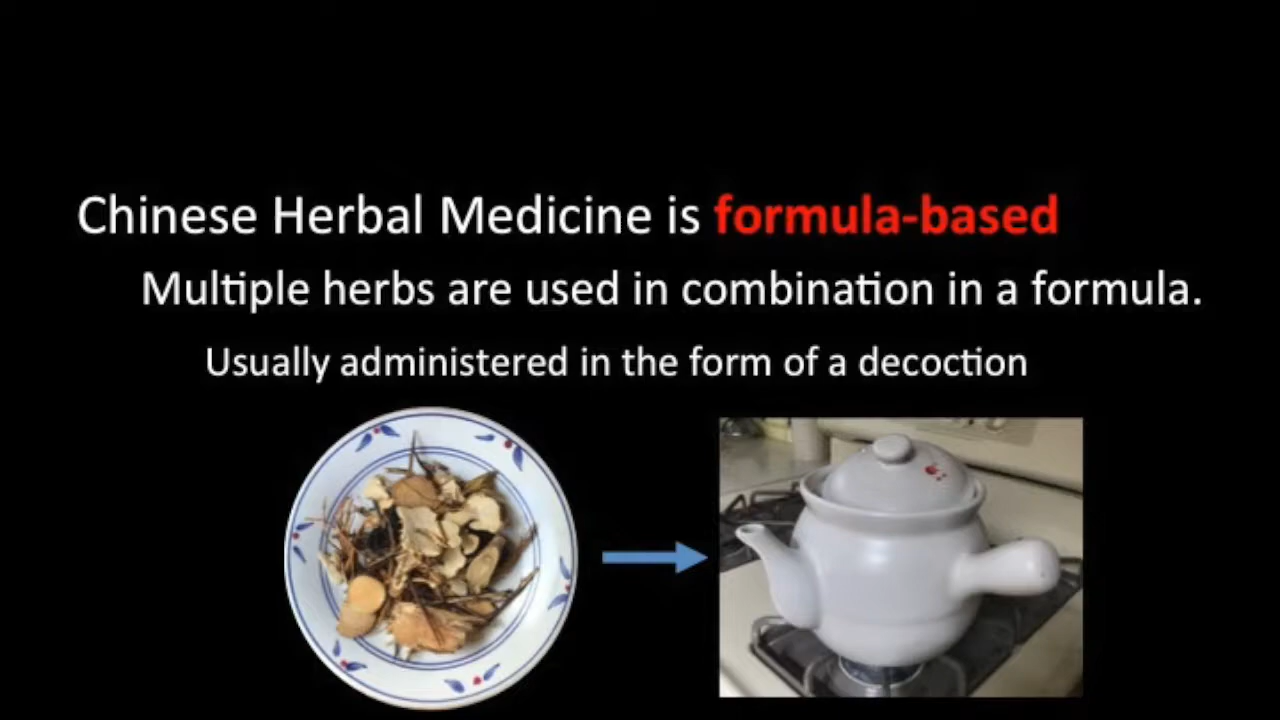 Chinese Herbal Medicine is formula-based
Multiple herbs are used in combination in a formula.
Usually administered in the form of a decoction